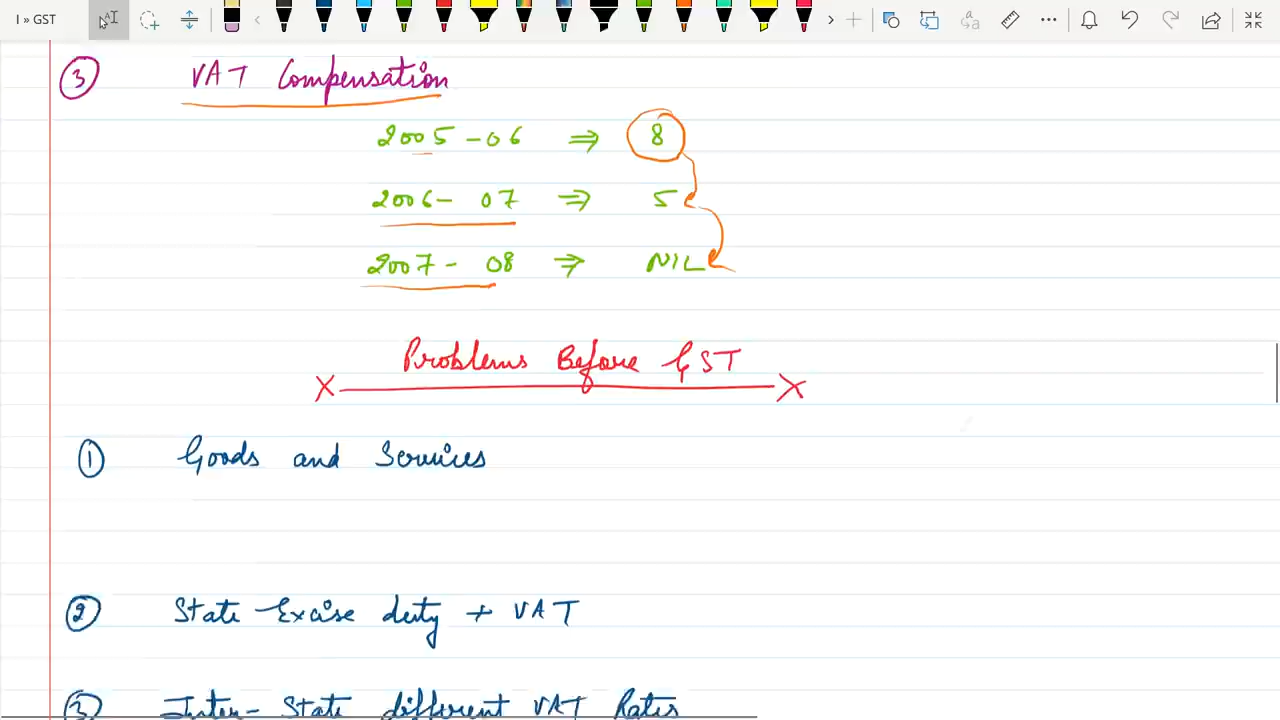 I » GST
③ VAT Compensation
2005-06 ⇒ 8
2006-07 ⇒ 5
2007-08 ⇒ NIL
Problems Before GST
① Goods and Services
② State Excise duty + VAT
③ Inter-State different VAT Rates